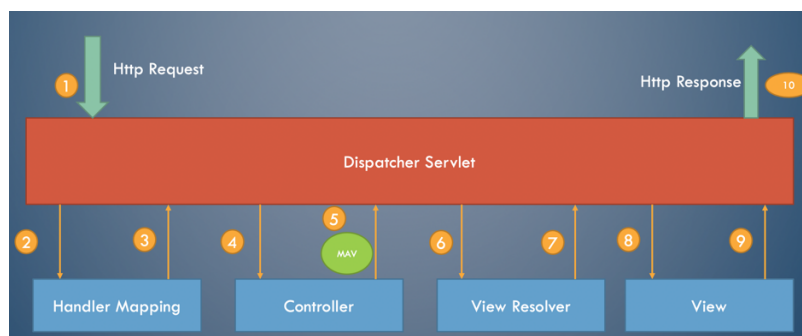 Http Request
1
Http Response
10
Dispatcher Servlet
2
3
4
5
MAV
6
7
8
9
Handler Mapping
Controller
View Resolver
View